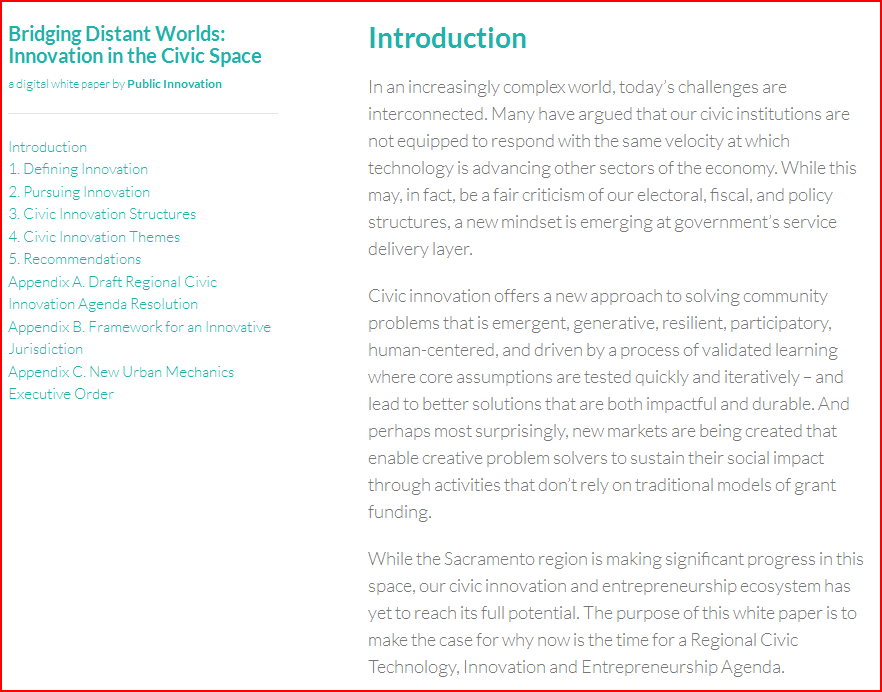 Bridging Distant Worlds:
Innovation in the Civic Space
a digital white paper by Public Innovation
Introduction
1. Defining Innovation
2. Pursuing Innovation
3. Civic Innovation Structures
4. Civic Innovation Themes
5. Recommendations
Appendix A. Draft Regional Civic
Innovation Agenda Resolution
Appendix B. Framework for an Innovative
Jurisdiction
Appendix C. New Urban Mechanics
Executive Order
Introduction
In an increasingly complex world, today's challenges are
interconnected. Many have argued that our civic institutions are
not equipped to respond with the same velocity at which
technology is advancing other sectors of the economy. While this
may, in fact, be a fair criticism of our electoral, fiscal, and policy
structures, a new mindset is emerging at government's service
delivery layer.
Civic innovation offers a new approach to solving community
problems that is emergent, generative, resilient, participatory,
human-centered, and driven by a process of validated learning
where core assumptions are tested quickly and iteratively – and
lead to better solutions that are both impactful and durable. And
perhaps most surprisingly, new markets are being created that
enable creative problem solvers to sustain their social impact
through activities that don't rely on traditional models of grant
funding.
While the Sacramento region is making significant progress in this
space, our civic innovation and entrepreneurship ecosystem has
yet to reach its full potential. The purpose of this white paper is to
make the case for why now is the time for a Regional Civic
Technology, Innovation and Entrepreneurship Agenda.